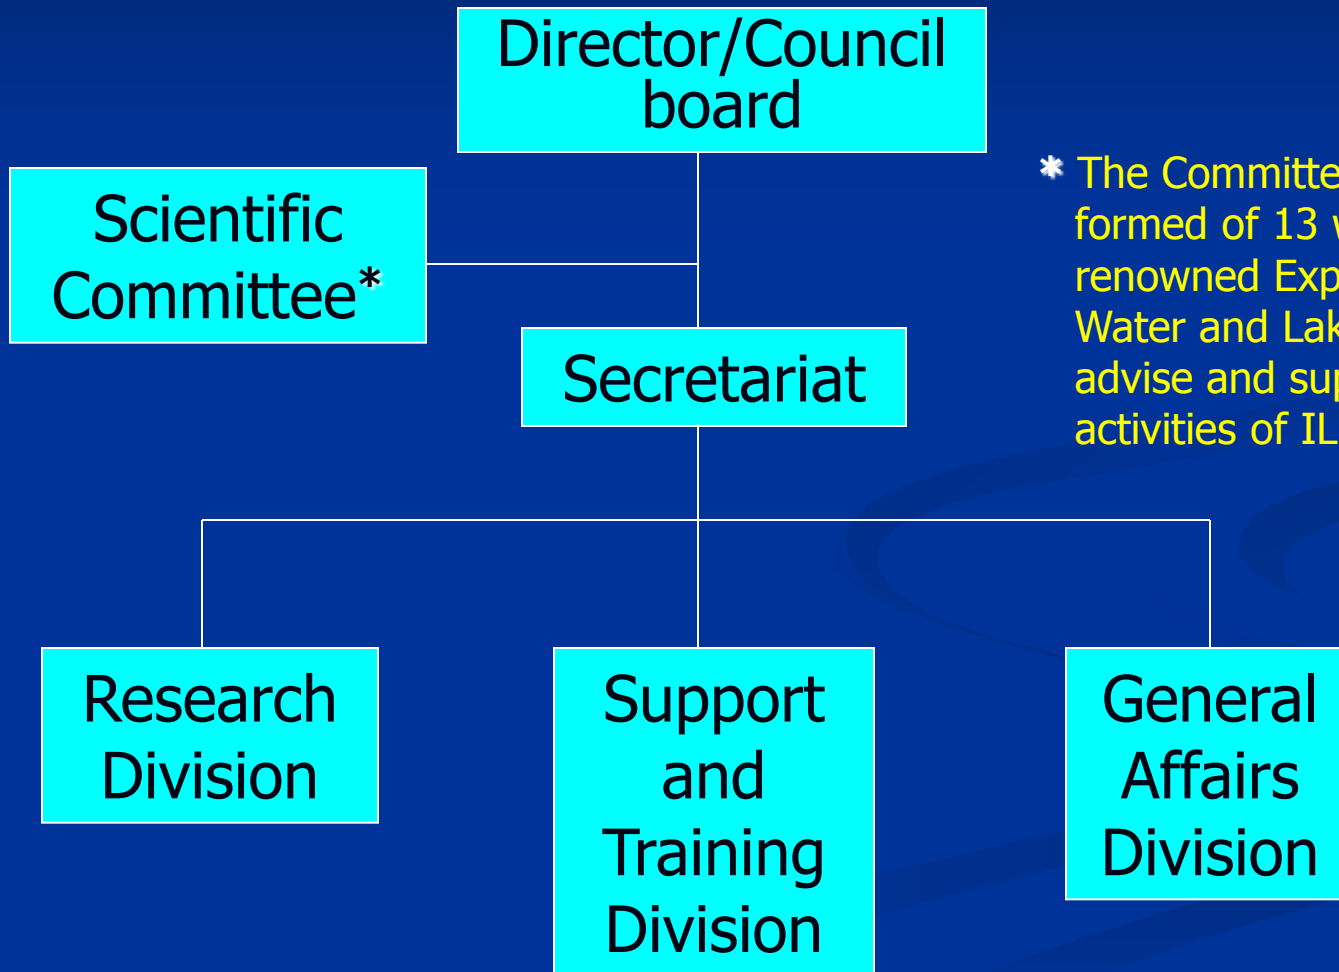 Director/Council
board
Scientific
Committee*
* The Committe
formed of 13
renowned Exp
Water and Lak
advise and sup
activities of IL
Secretariat
Research
Division
Support
and
Training
Division
General
Affairs
Division